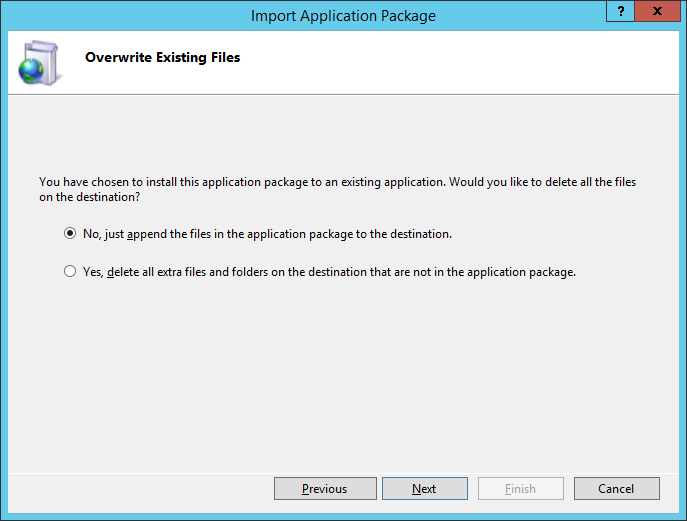 Import Application Package
?
x
Overwrite Existing Files
You have chosen to install this application package to an existing application. Would you like to delete all the files
on the destination?
No, just append the files in the application package to the destination.
Yes, delete all extra files and folders on the destination that are not in the application package.
Previous
Next
Finish
Cancel